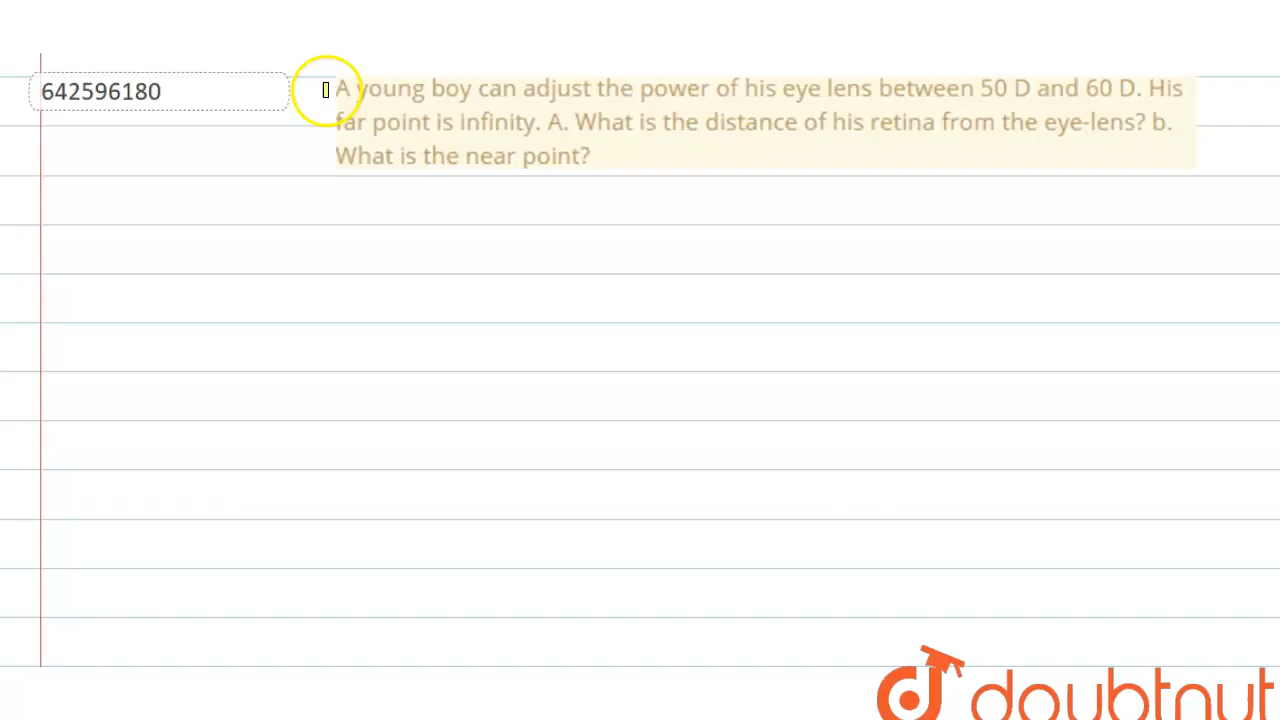 642596180
A young boy can adjust the power of his eye lens between 50 D and 60 D. His
far point is infinity. A. What is the distance of his retina from the eye-lens? b.
What is the near point?
doubtnut